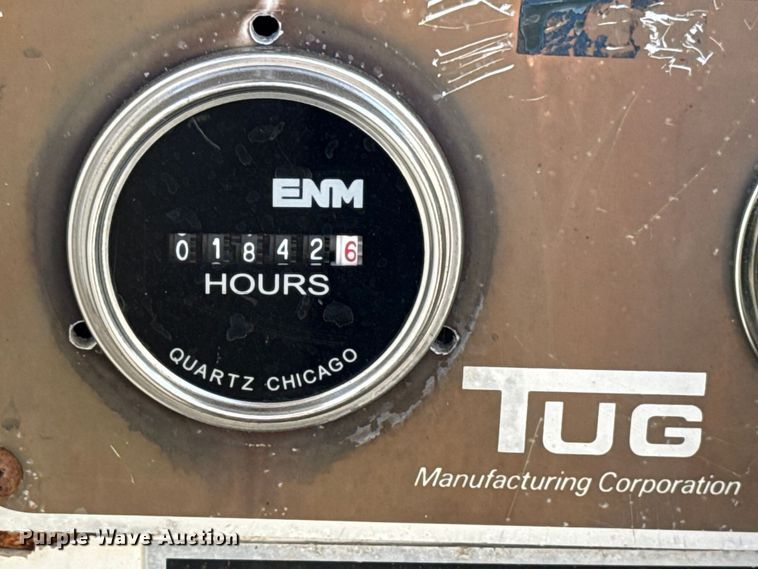 ENM
018426
HOURS
QUARTZ CHICAGO
TUG
Manufacturing Corporation
Purple Wave Auction